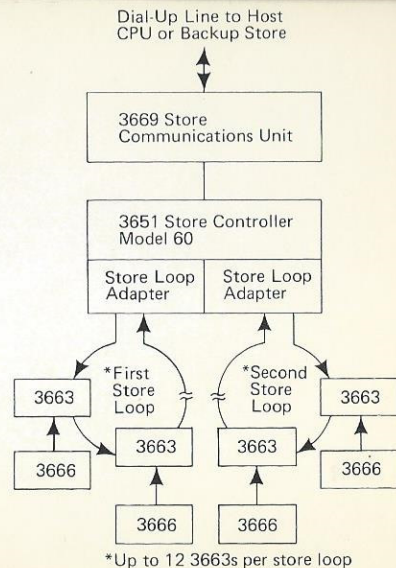 Dial-Up Line to Host
CPU or Backup Store
3669 Store
Communications Unit
3651 Store Controller
Model 60
Store Loop
Adapter
Store Loop
Adapter
*First
Store
Loop
*Second
Store
Loop
3663
3663
3663
3663
3666
3666
3666
3666
*Up to 12 3663s per store loop